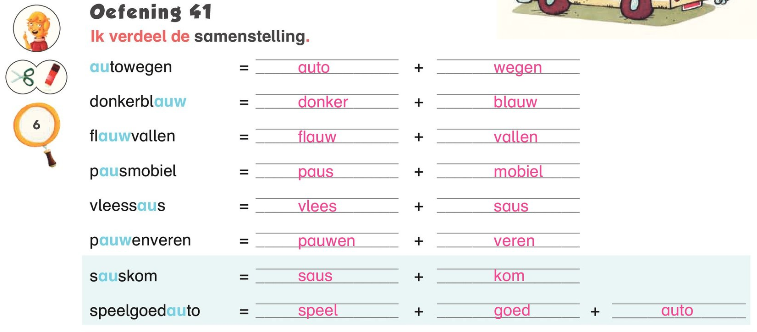 Oefening 41
Ik verdeel de samenstelling.
autowegen = auto + wegen
donkerblauw = donker + blauw
6
flauwvallen = flauw + vallen
pausmobiel = paus + mobiel
vleessaus = vlees + saus
pauwenveren = pauwen + veren
sauskom = saus + kom
speelgoedauto = speel + goed + auto